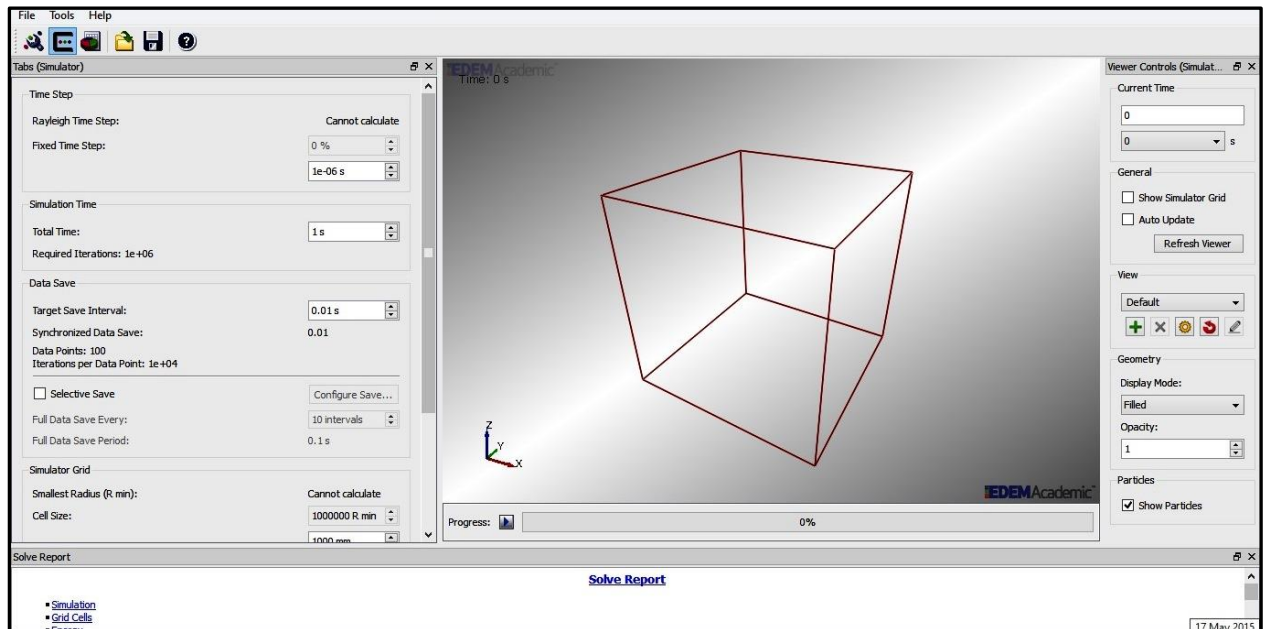 File Tools Help
Tabs (Simulator)
Time Step
Rayleigh Time Step: Cannot calculate
Fixed Time Step: 0 %
1e-06 s
Simulation Time
Total Time: 1 s
Required Iterations: 1e+06
Data Save
Target Save Interval: 0.01 s
Synchronized Data Save: 0.01
Data Points: 100
Iterations per Data Point: 1e+04
Selective Save Configure Save...
Full Data Save Every: 10 intervals
Full Data Save Period: 0.1 s
Simulator Grid
Smallest Radius (R min): Cannot calculate
Cell Size: 1000000 R min
1000 mm
EDEMAcademic
Time: 0 s
Z
Y
X
EDEMAcademic
Progress: 0%
Viewer Controls (Simulat...
Current Time
0
0 s
General
Show Simulator Grid
Auto Update
Refresh Viewer
View
Default
Geometry
Display Mode:
Filled
Opacity:
1
Particles
Show Particles
Solve Report
Solve Report
Simulation
Grid Cells
17 May 2015